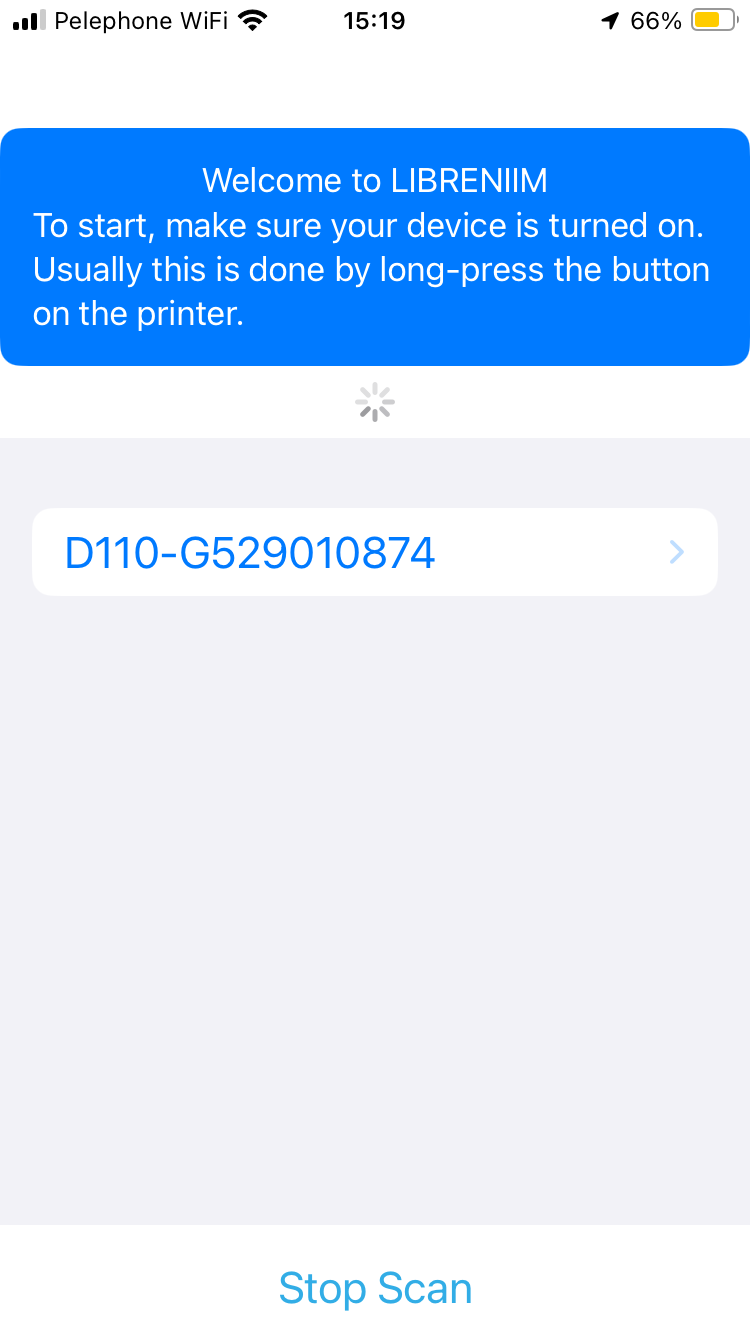 Pelephone WiFi 15:19 66%
Welcome to LIBRENIIM
To start, make sure your device is turned on.
Usually this is done by long-press the button
on the printer.
D110-G529010874
Stop Scan